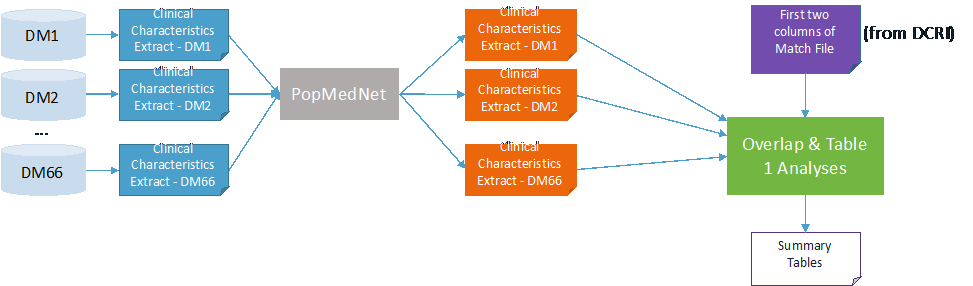 DM1
Clinical
Characteristics
Extract - DM1
DM2
Clinical
Characteristics
Extract - DM2
...
DM66
Clinical
Characteristics
Extract - DM66
PopMedNet
Clinical
Characteristics
Extract - DM1
Clinical
Characteristics
Extract - DM2
Clinical
Characteristics
Extract - DM66
First two
columns of
Match File
(from DCRI)
Overlap & Table
1 Analyses
Summary
Tables